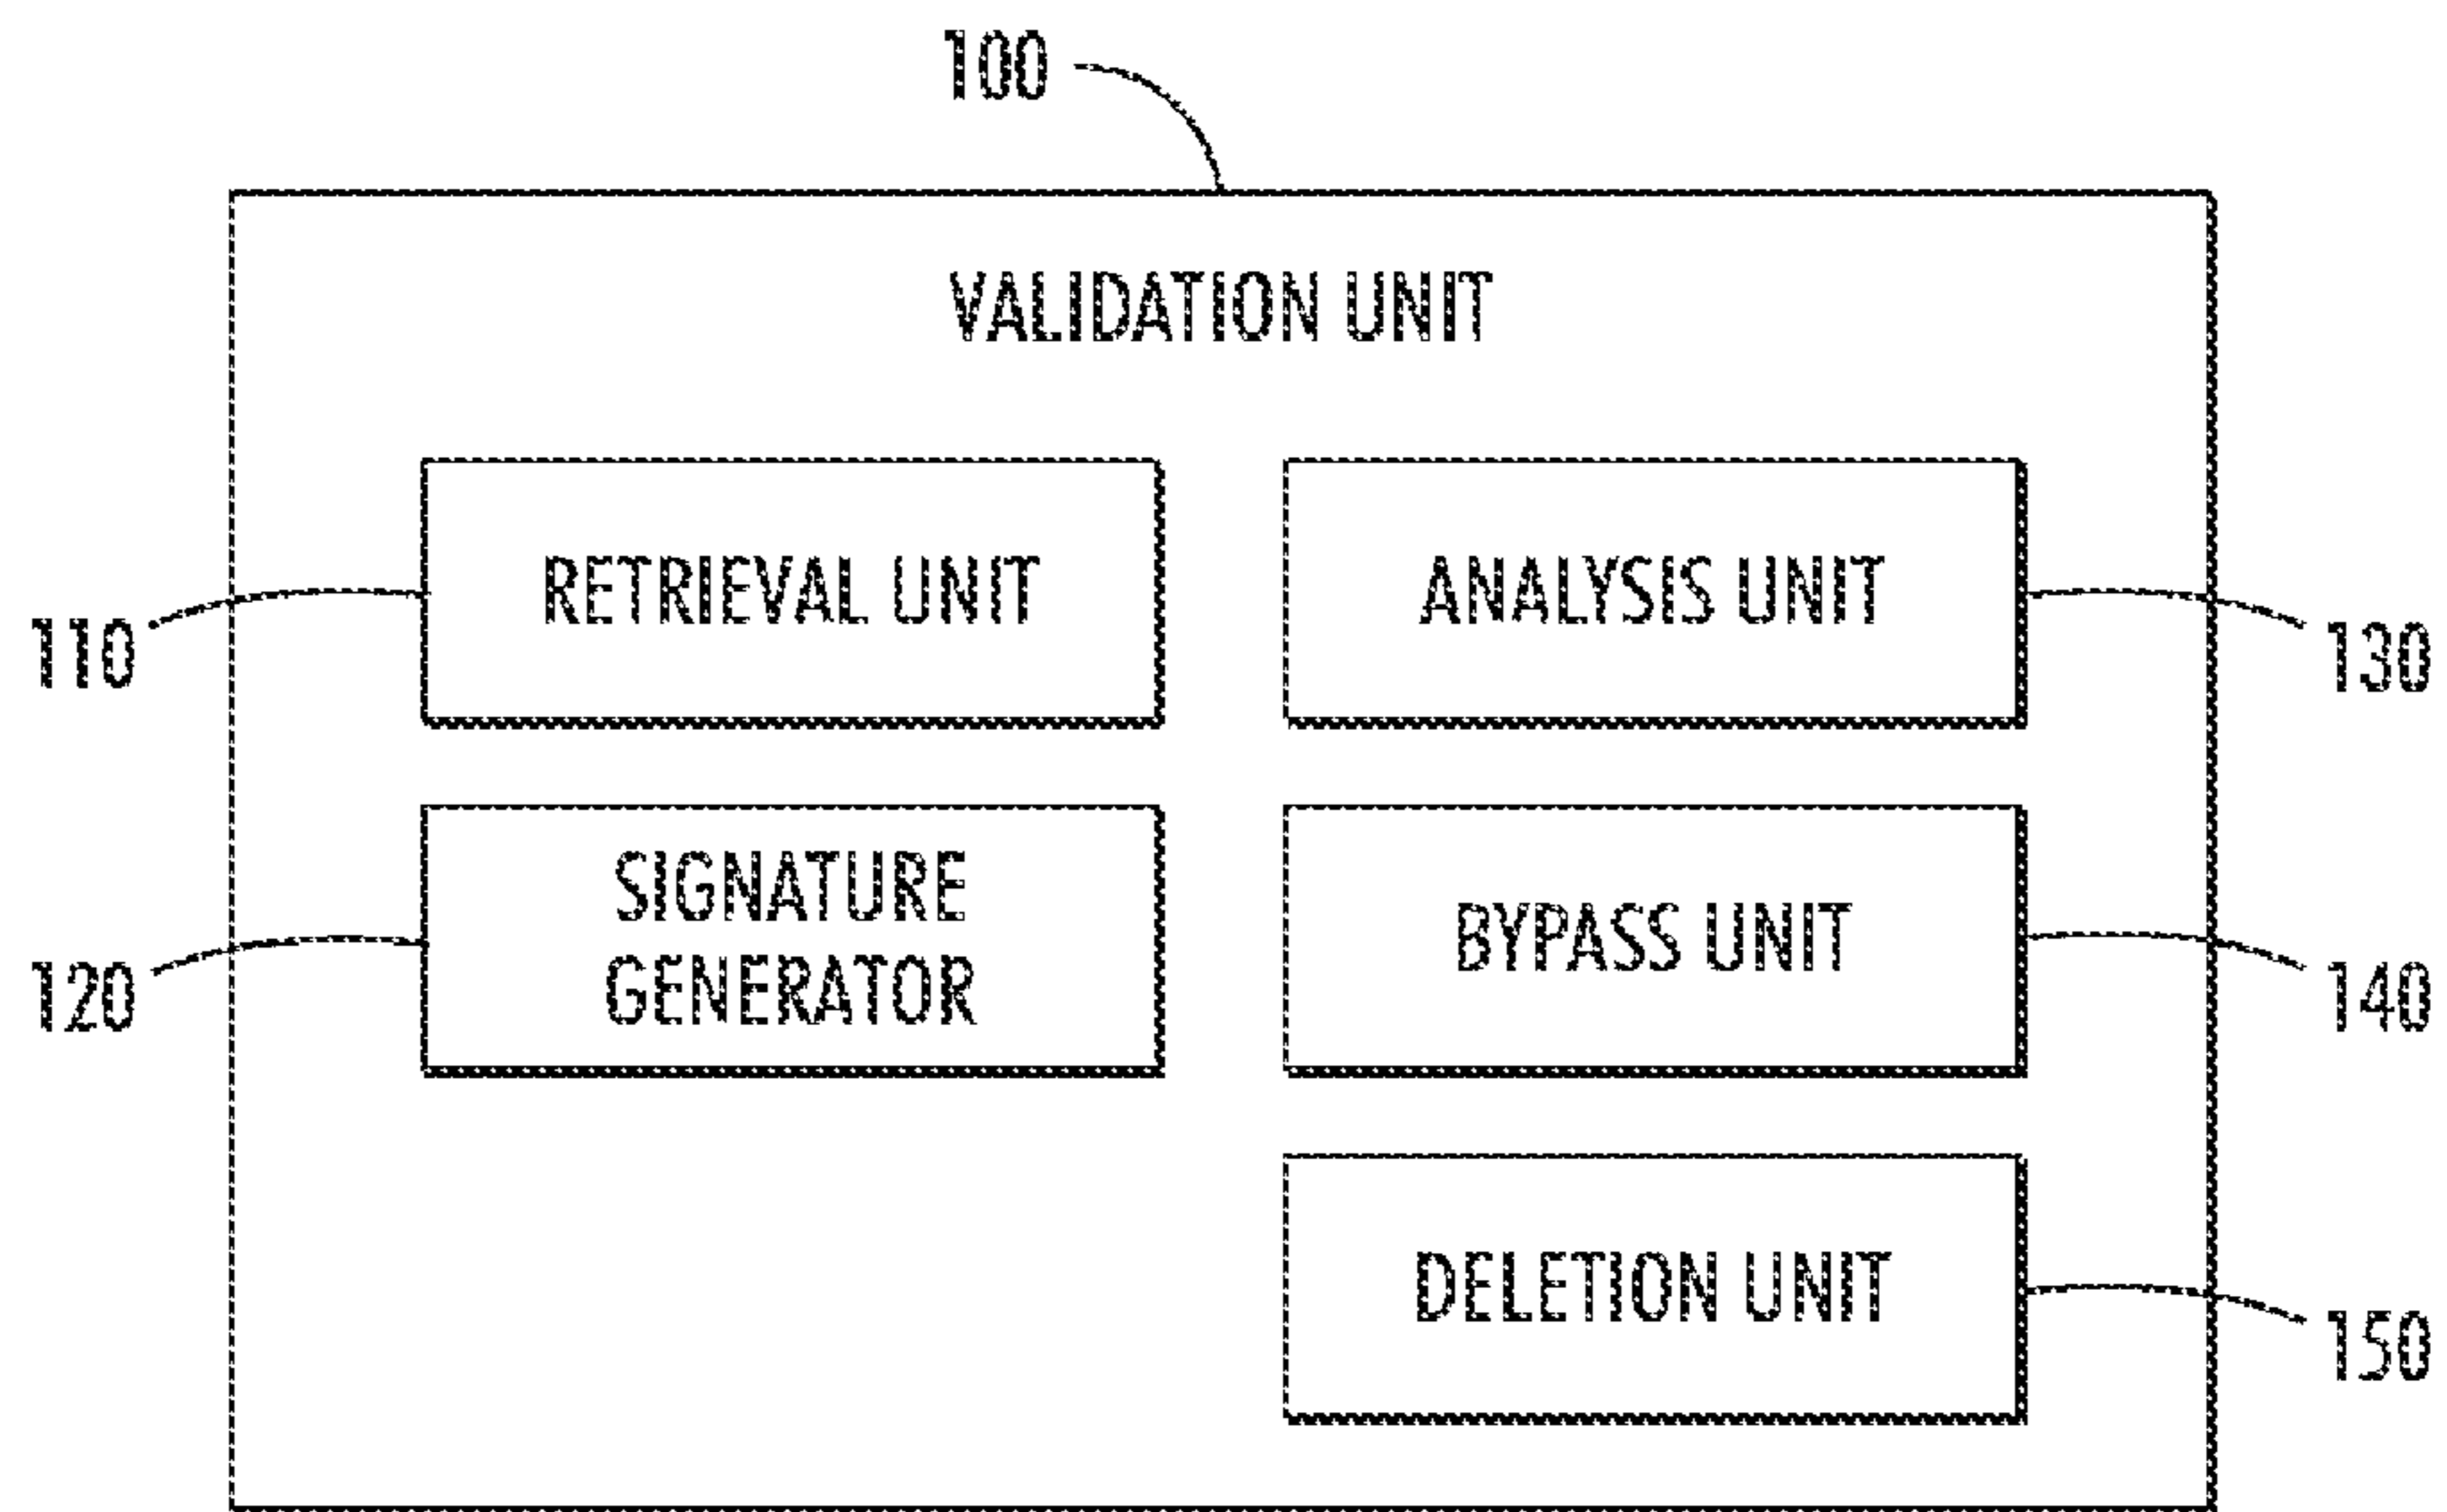 100
VALIDATION UNIT
RETRIEVAL UNIT
ANALYSIS UNIT
110
130
SIGNATURE
GENERATOR
BYPASS UNIT
120
140
DELETION UNIT
150